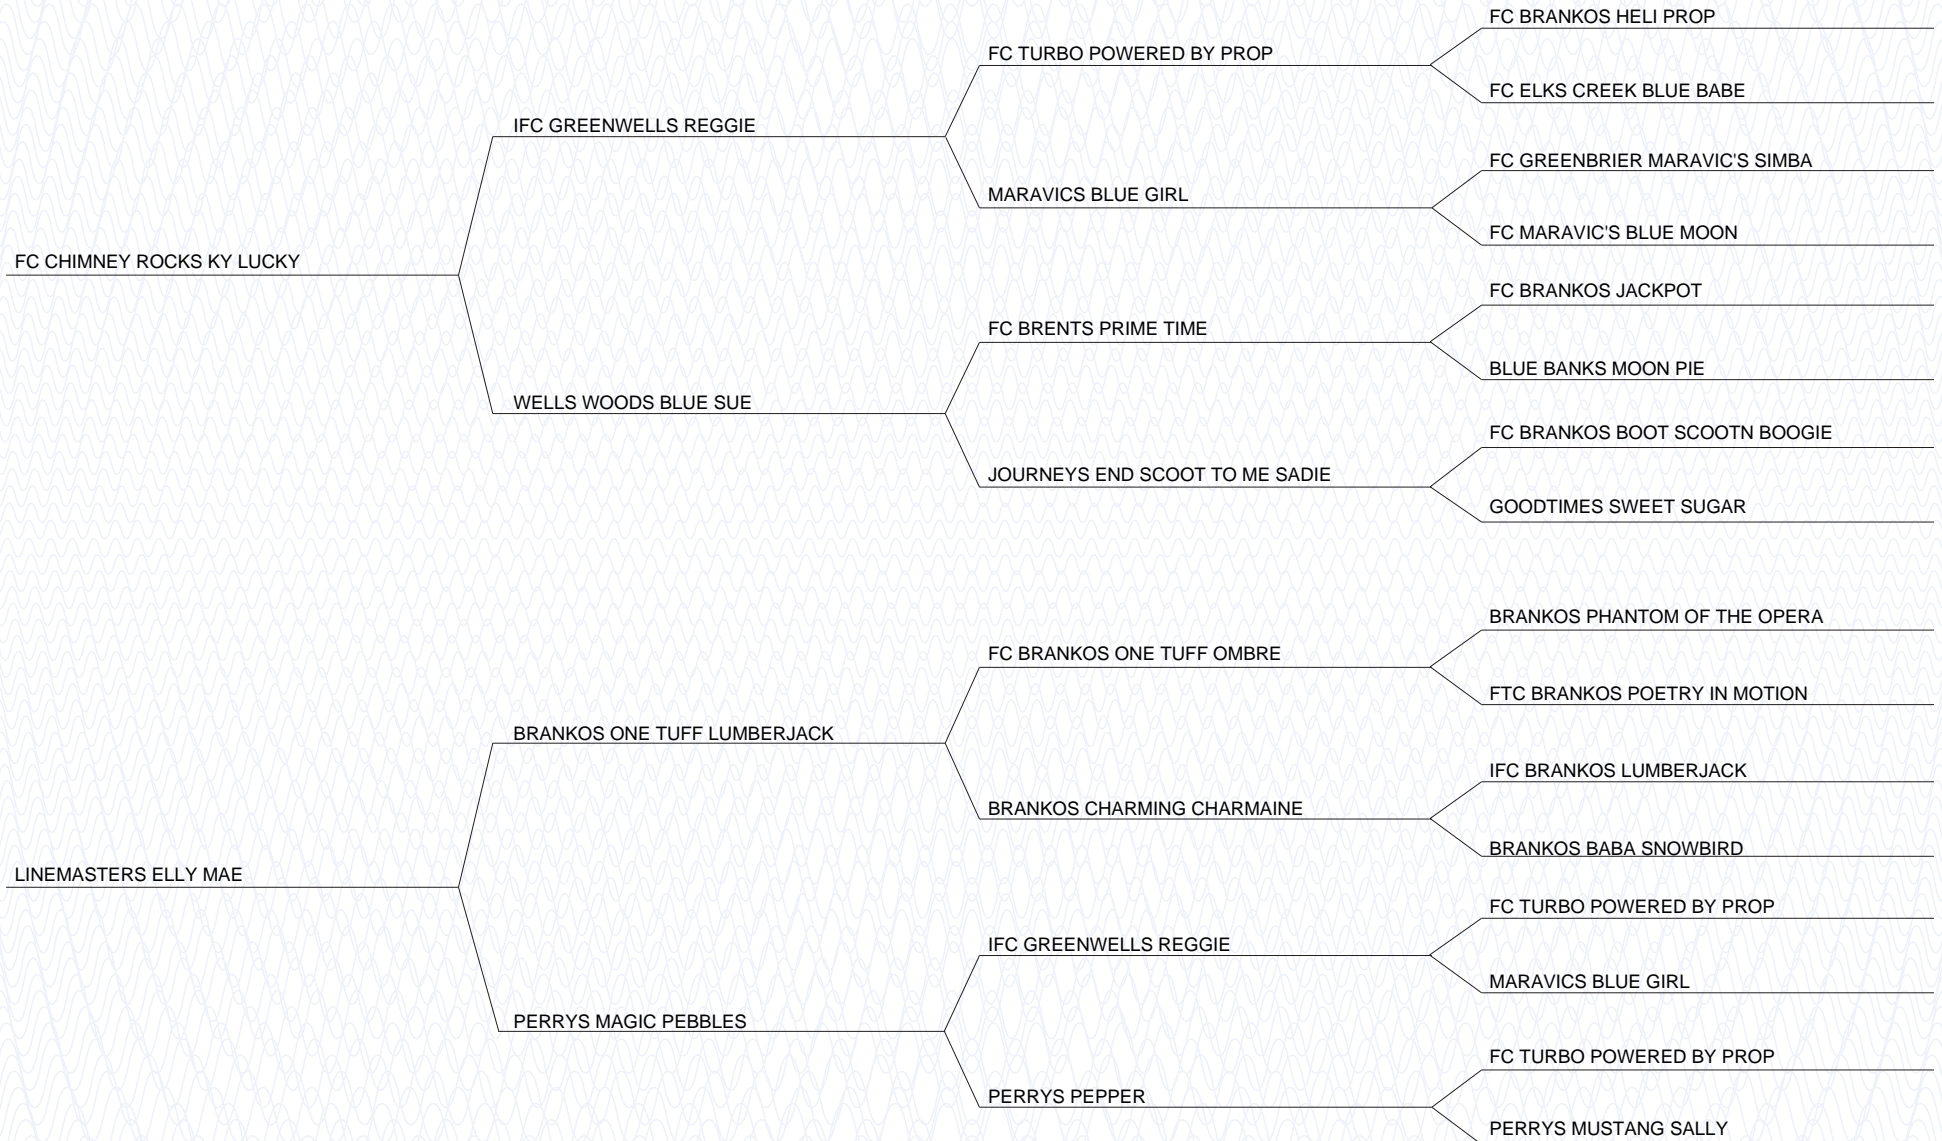 FC BRANKOS HELI PROP
FC TURBO POWERED BY PROP
FC ELKS CREEK BLUE BABE
IFC GREENWELLS REGGIE
FC GREENBRIER MARAVIC'S SIMBA
MARAVICS BLUE GIRL
FC MARAVIC'S BLUE MOON
FC CHIMNEY ROCKS KY LUCKY
FC BRANKOS JACKPOT
FC BRENTS PRIME TIME
BLUE BANKS MOON PIE
WELLS WOODS BLUE SUE
FC BRANKOS BOOT SCOOTN BOOGIE
JOURNEYS END SCOOT TO ME SADIE
GOODTIMES SWEET SUGAR
BRANKOS PHANTOM OF THE OPERA
FC BRANKOS ONE TUFF OMBRE
FTC BRANKOS POETRY IN MOTION
BRANKOS ONE TUFF LUMBERJACK
IFC BRANKOS LUMBERJACK
BRANKOS CHARMING CHARMAINE
BRANKOS BABA SNOWBIRD
LINEMASTERS ELLY MAE
FC TURBO POWERED BY PROP
IFC GREENWELLS REGGIE
MARAVICS BLUE GIRL
PERRYS MAGIC PEBBLES
FC TURBO POWERED BY PROP
PERRYS PEPPER
PERRYS MUSTANG SALLY